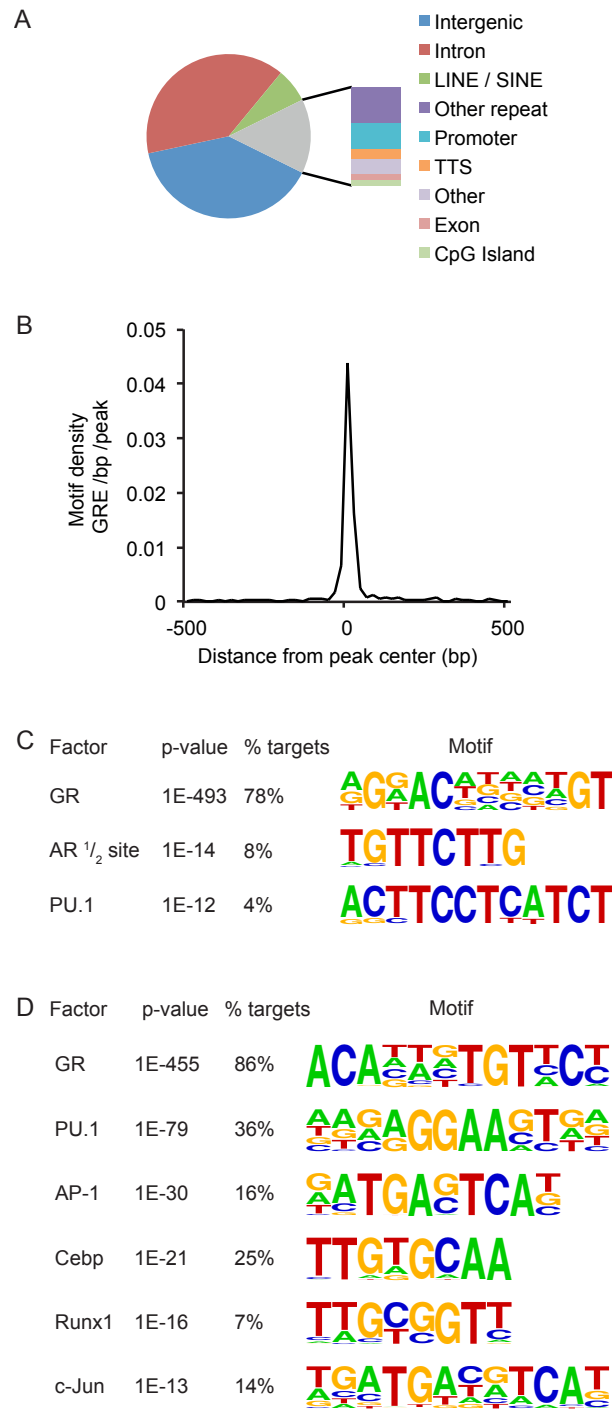 A
Intergenic
Intron
LINE / SINE
Other repeat
Promoter
TTS
Other
Exon
CpG Island
B
0.05
0.04
0.03
0.02
0.01
0
Motif density
GRE /bp /peak
-500 0 500
Distance from peak center (bp)
C Factor p-value % targets Motif
GR 1E-493 78%
AR 1/2 site 1E-14 8% TGTTCTTG
PU.1 1E-12 4% ACTTCCTCATCT
D Factor p-value % targets Motif
GR 1E-455 86%
PU.1 1E-79 36%
AP-1 1E-30 16%
Cebp 1E-21 25% TTGTGCAA
Runx1 1E-16 7%
c-Jun 1E-13 14%